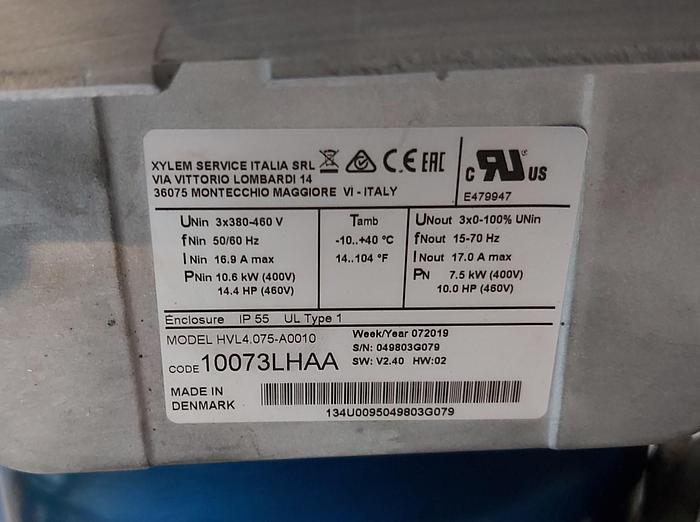 XYLEM SERVICE ITALIA SRL
VIA VITTORIO LOMBARDI 14
36075 MONTECCHIO MAGGIORE VI - ITALY
CE EAC
c RU US
E479947
UNin 3x380-460 V
fNin 50/60 Hz
I Nin 16.9 A max
PNin 10.6 kW (400V)
14.4 HP (460V)
Tamb
-10..+40 °C
14..104 °F
UNout 3x0-100% UNin
fNout 15-70 Hz
I Nout 17.0 A max
PN 7.5 kW (400V)
10.0 HP (460V)
Enclosure IP 55 UL Type 1
MODEL HVL4.075-A0010
CODE 10073LHAA
Week/Year 072019
S/N: 049803G079
SW: V2.40 HW:02
MADE IN
DENMARK
134U0095049803G079